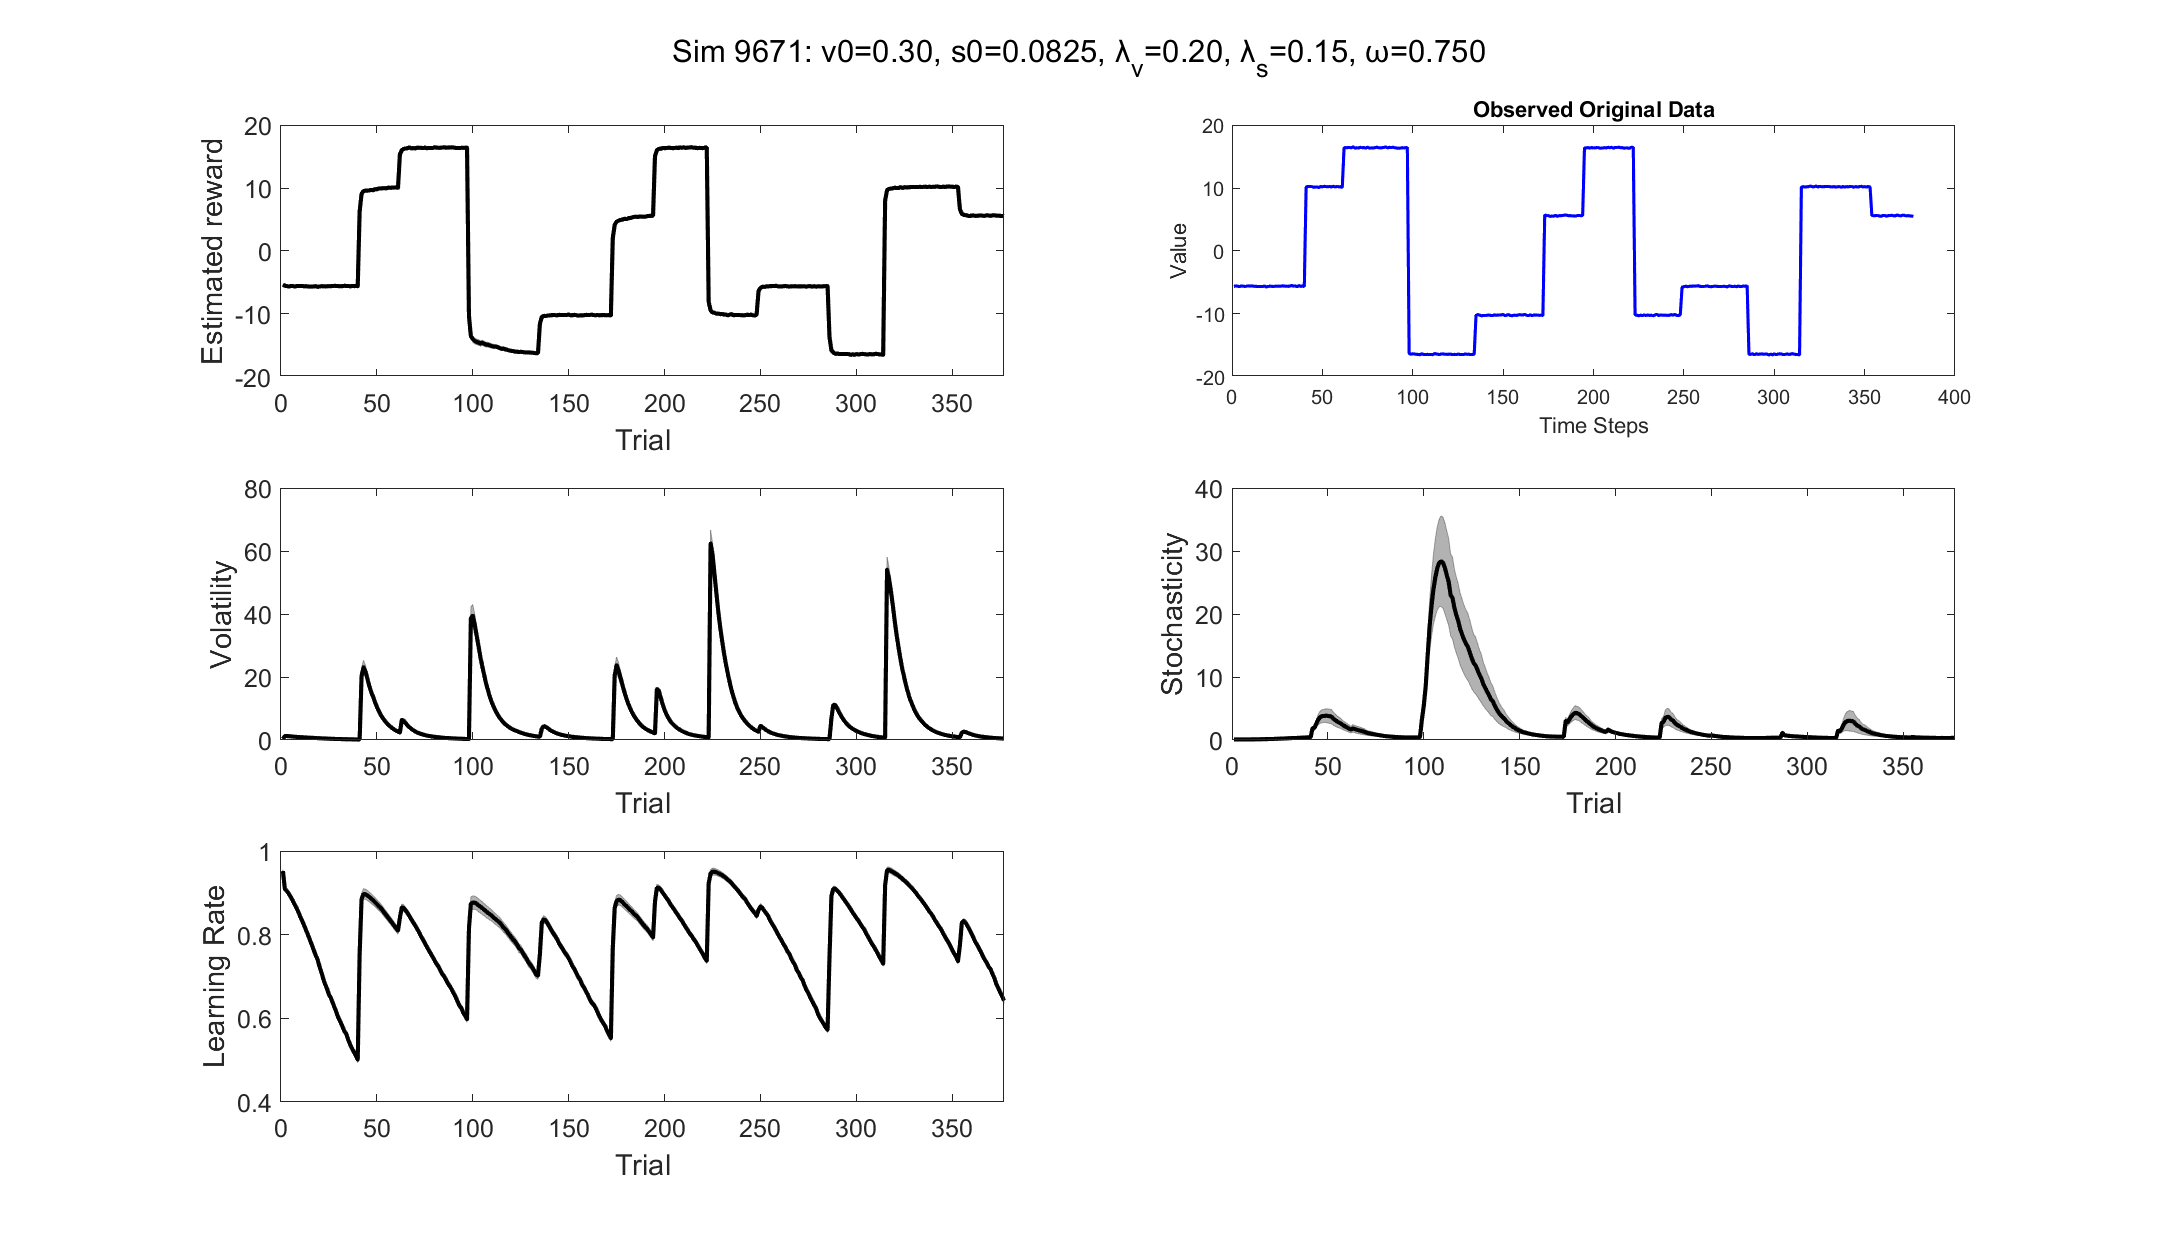 Sim 9671: v0=0.30, s0=0.0825, λv=0.20, λs=0.15, ω=0.750
20
10
0
-10
-20
Estimated reward
0 50 100 150 200 250 300 350
Trial
Observed Original Data
20
10
0
-10
-20
Value
0 50 100 150 200 250 300 350 400
Time Steps
80
60
40
20
0
Volatility
0 50 100 150 200 250 300 350
Trial
40
30
20
10
0
Stochasticity
0 50 100 150 200 250 300 350
Trial
1
0.8
0.6
0.4
Learning Rate
0 50 100 150 200 250 300 350
Trial